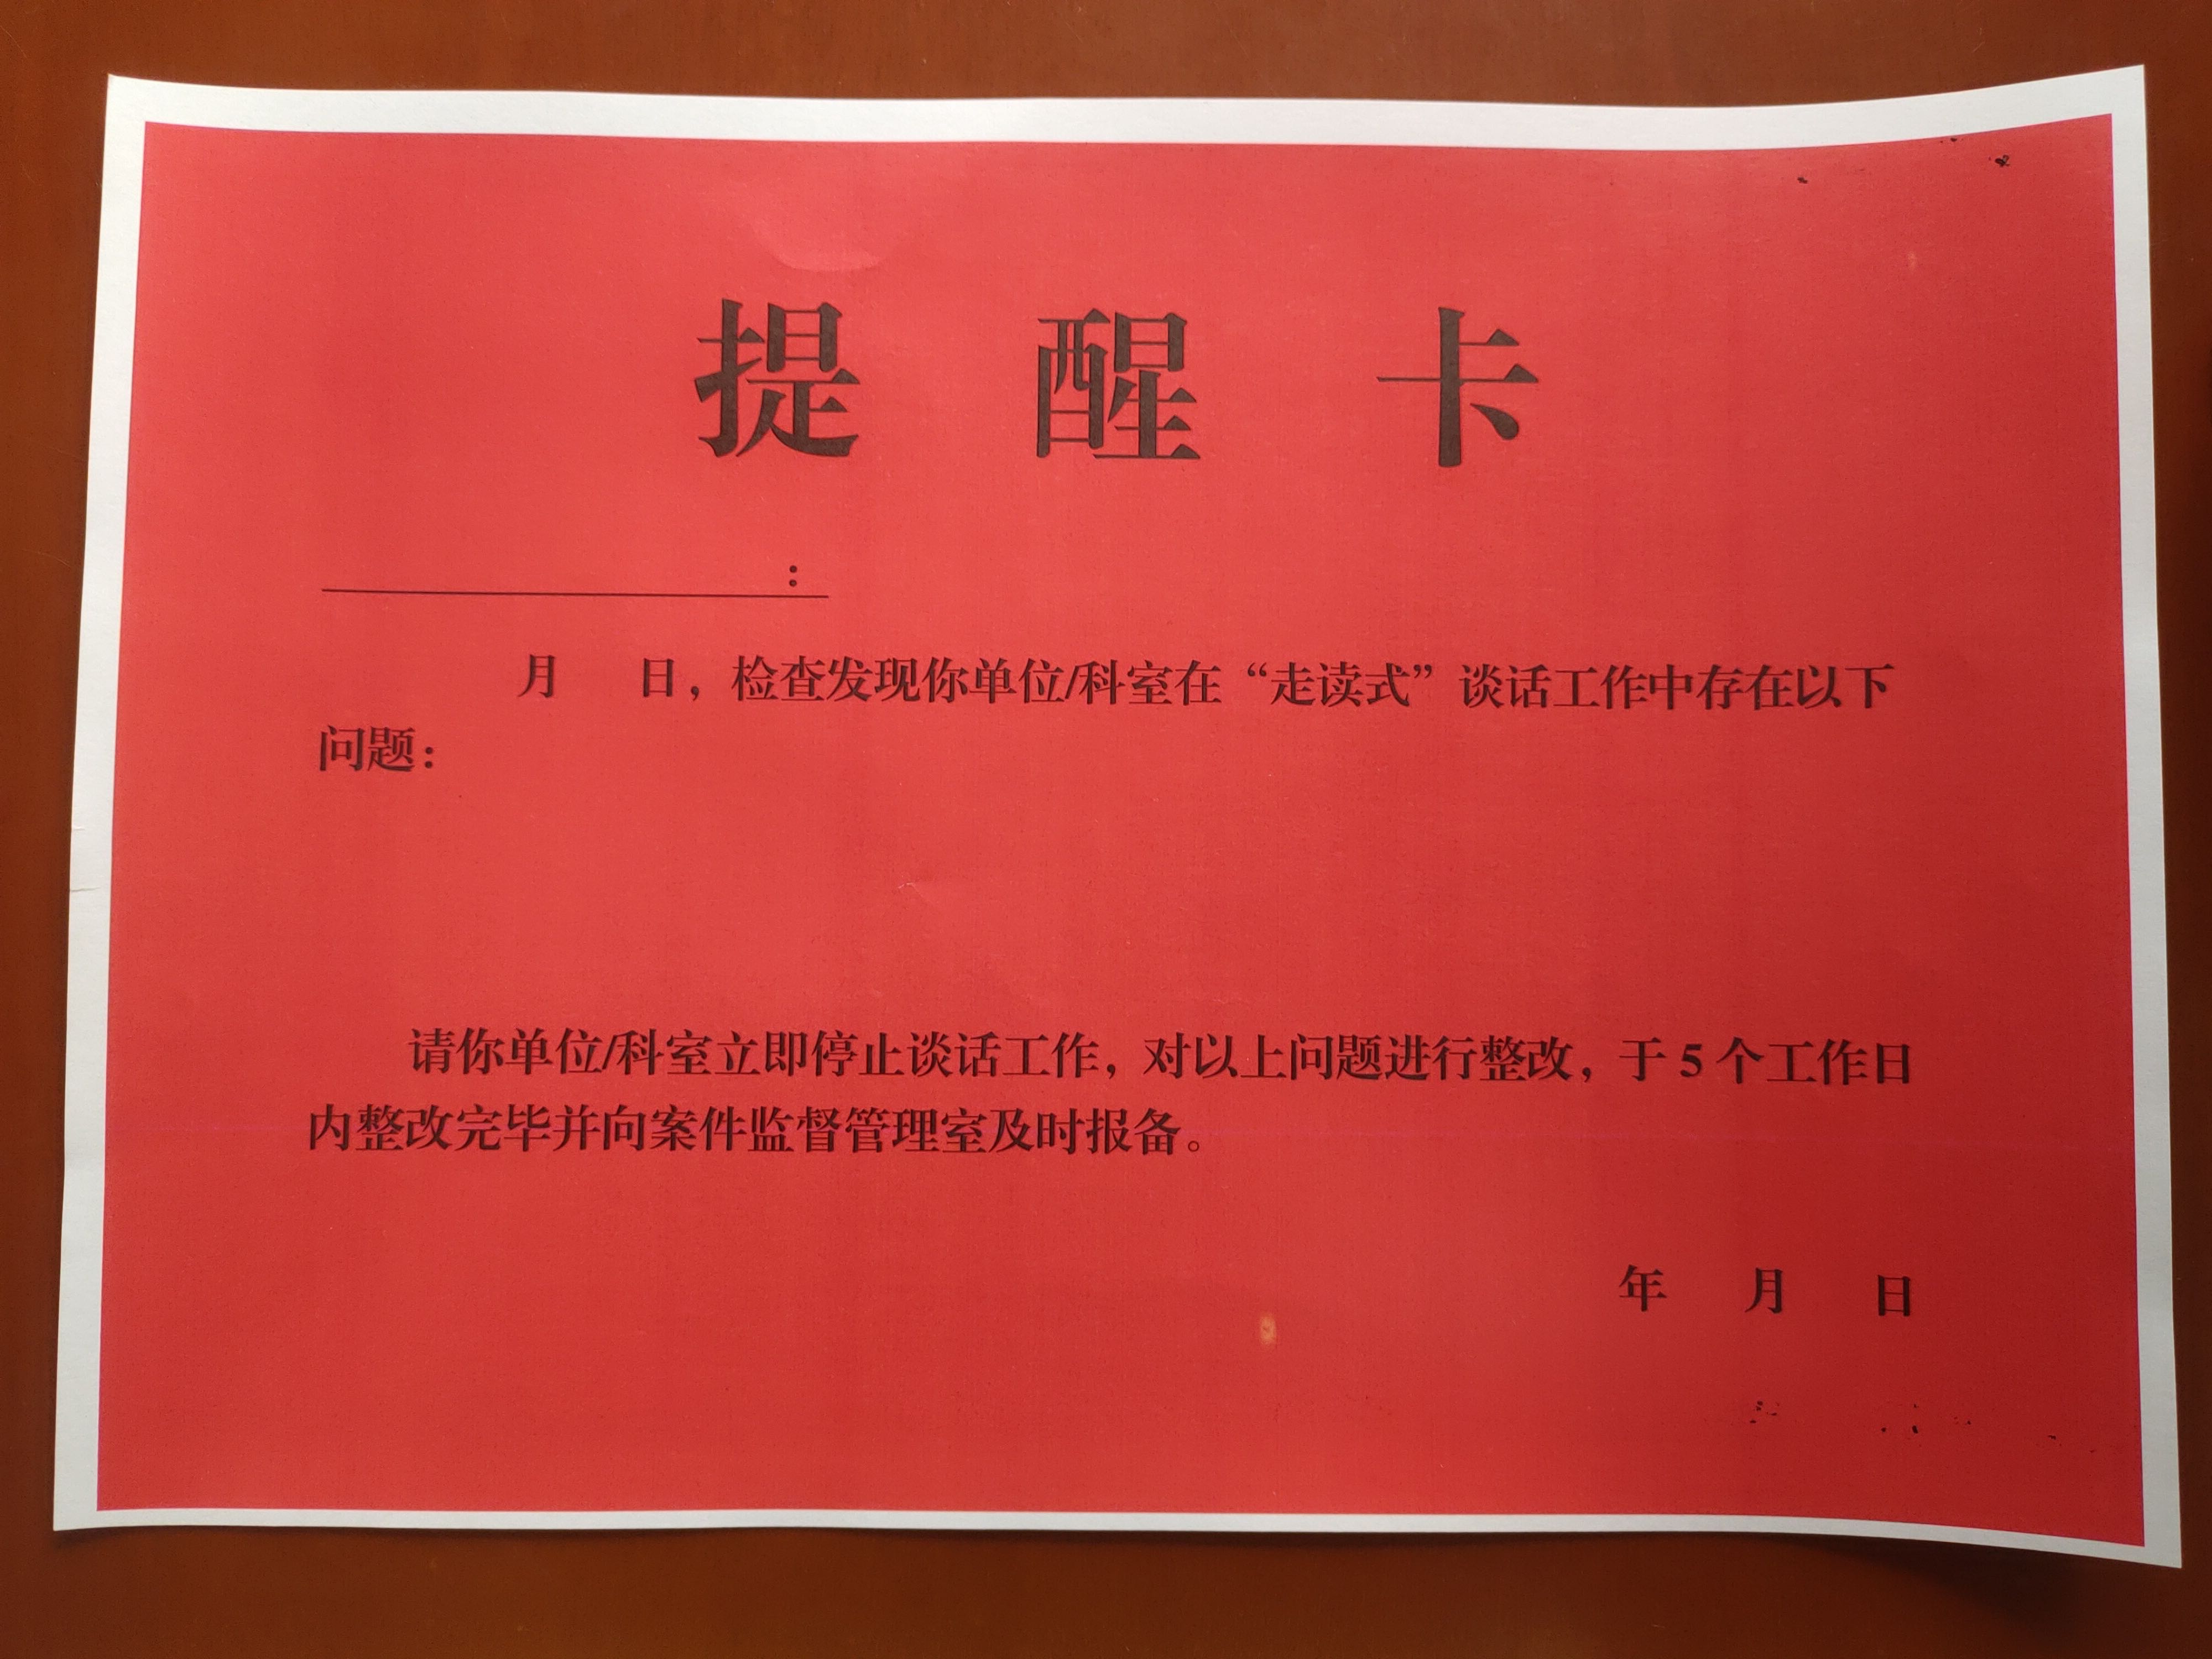 提醒卡
：
月 日，检查发现你单位/科室在“走读式”谈话工作中存在以下
问题：
请你单位/科室立即停止谈话工作，对以上问题进行整改，于5个工作日
内整改完毕并向案件监督管理室及时报备。
年 月 日